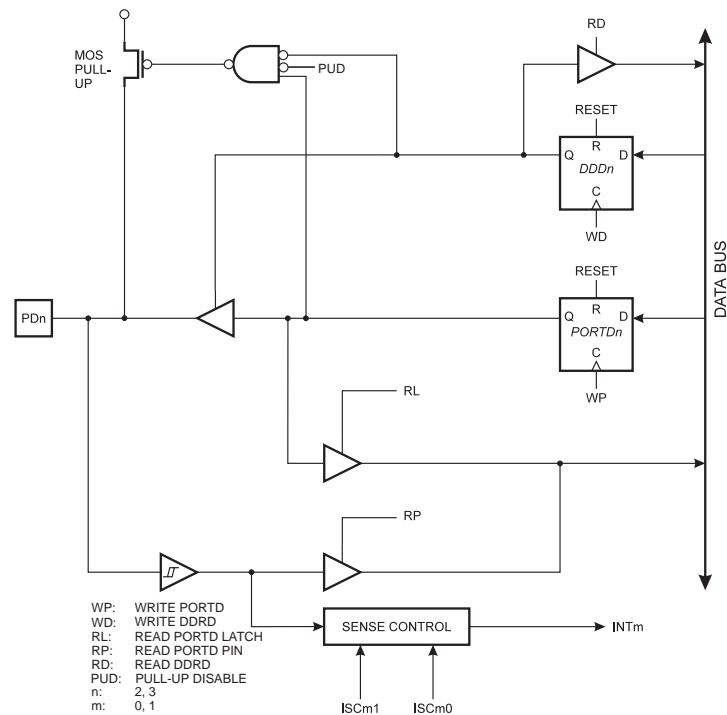 RD
MOS
PULL-
UP
PUD
RESET
R
Q
D
DDDn
C
WD
DATA BUS
RESET
PDn
R
Q
D
PORTDn
C
WP
RL
RP
WP: WRITE PORTD
WD: WRITE DDRD
RL: READ PORTD LATCH
RP: READ PORTD PIN
RD: READ DDRD
PUD: PULL-UP DISABLE
n: 2, 3
m: 0, 1
SENSE CONTROL
INTm
ISCm1
ISCm0